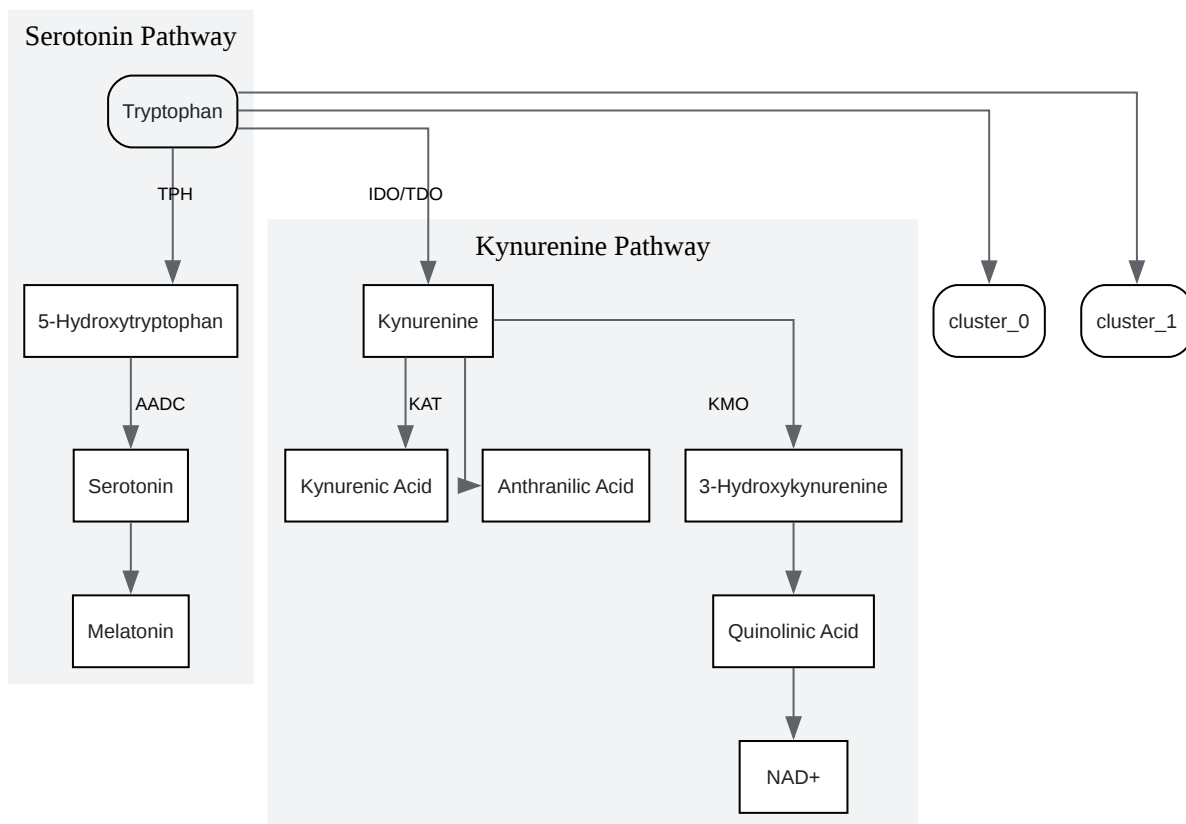 Serotonin Pathway
Tryptophan
TPH
IDO/TDO
Kynurenine Pathway
5-Hydroxytryptophan
Kynurenine
cluster_0
cluster_1
AADC
KAT
KMO
Serotonin
Kynurenic Acid
Anthranilic Acid
3-Hydroxykynurenine
Melatonin
Quinolinic Acid
NAD+